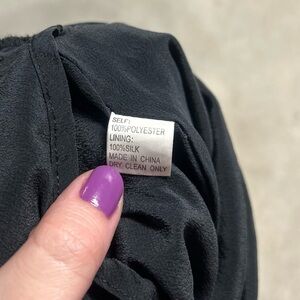 SELF:
100%POLYESTER
LINING:
100%SILK
MADE IN CHINA
DRY CLEAN ONLY